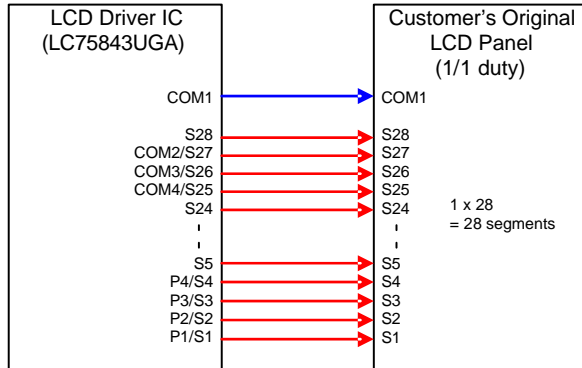 LCD Driver IC
(LC75843UGA)
COM1
S28
COM2/S27
COM3/S26
COM4/S25
S24
S5
P4/S4
P3/S3
P2/S2
P1/S1
Customer's Original
LCD Panel
(1/1 duty)
COM1
S28
S27
S26
S25
S24
S5
S4
S3
S2
S1
1 x 28
= 28 segments